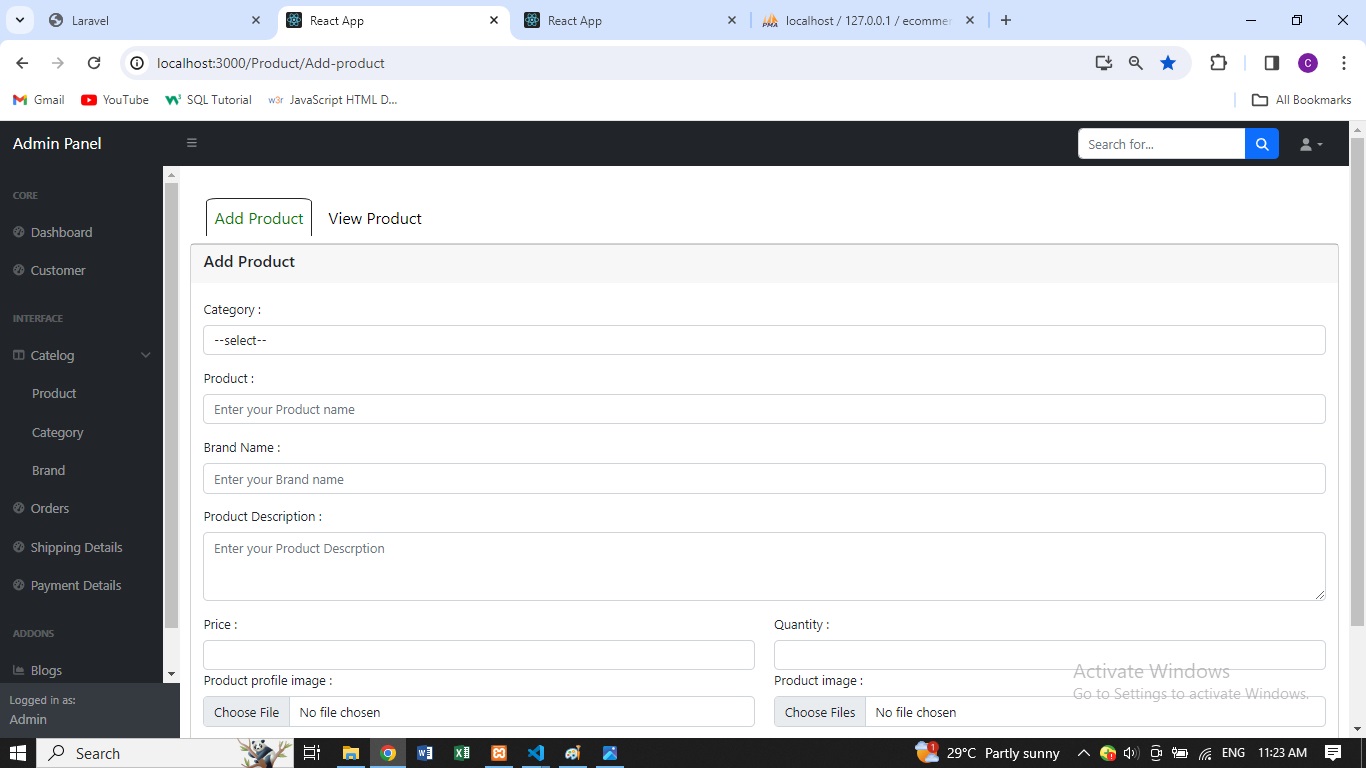 Laravel
React App
React App
PMA localhost / 127.0.0.1 / ecomme
localhost:3000/Product/Add-product
C
Gmail
YouTube
SQL Tutorial
w3r JavaScript HTML D...
All Bookmarks
Admin Panel
Search for...
CORE
Dashboard
Customer
INTERFACE
Catelog
Product
Category
Brand
Orders
Shipping Details
Payment Details
ADDONS
Blogs
Logged in as:
Admin
Add Product
View Product
Add Product
Category :
--select--
Product :
Enter your Product name
Brand Name :
Enter your Brand name
Product Description :
Enter your Product Descrption
Price :
Quantity :
Product profile image :
Product image :
Choose File No file chosen
Choose Files No file chosen
Activate Windows
Go to Settings to activate Windows.
Search
1
29°C Partly sunny
ENG
11:23 AM